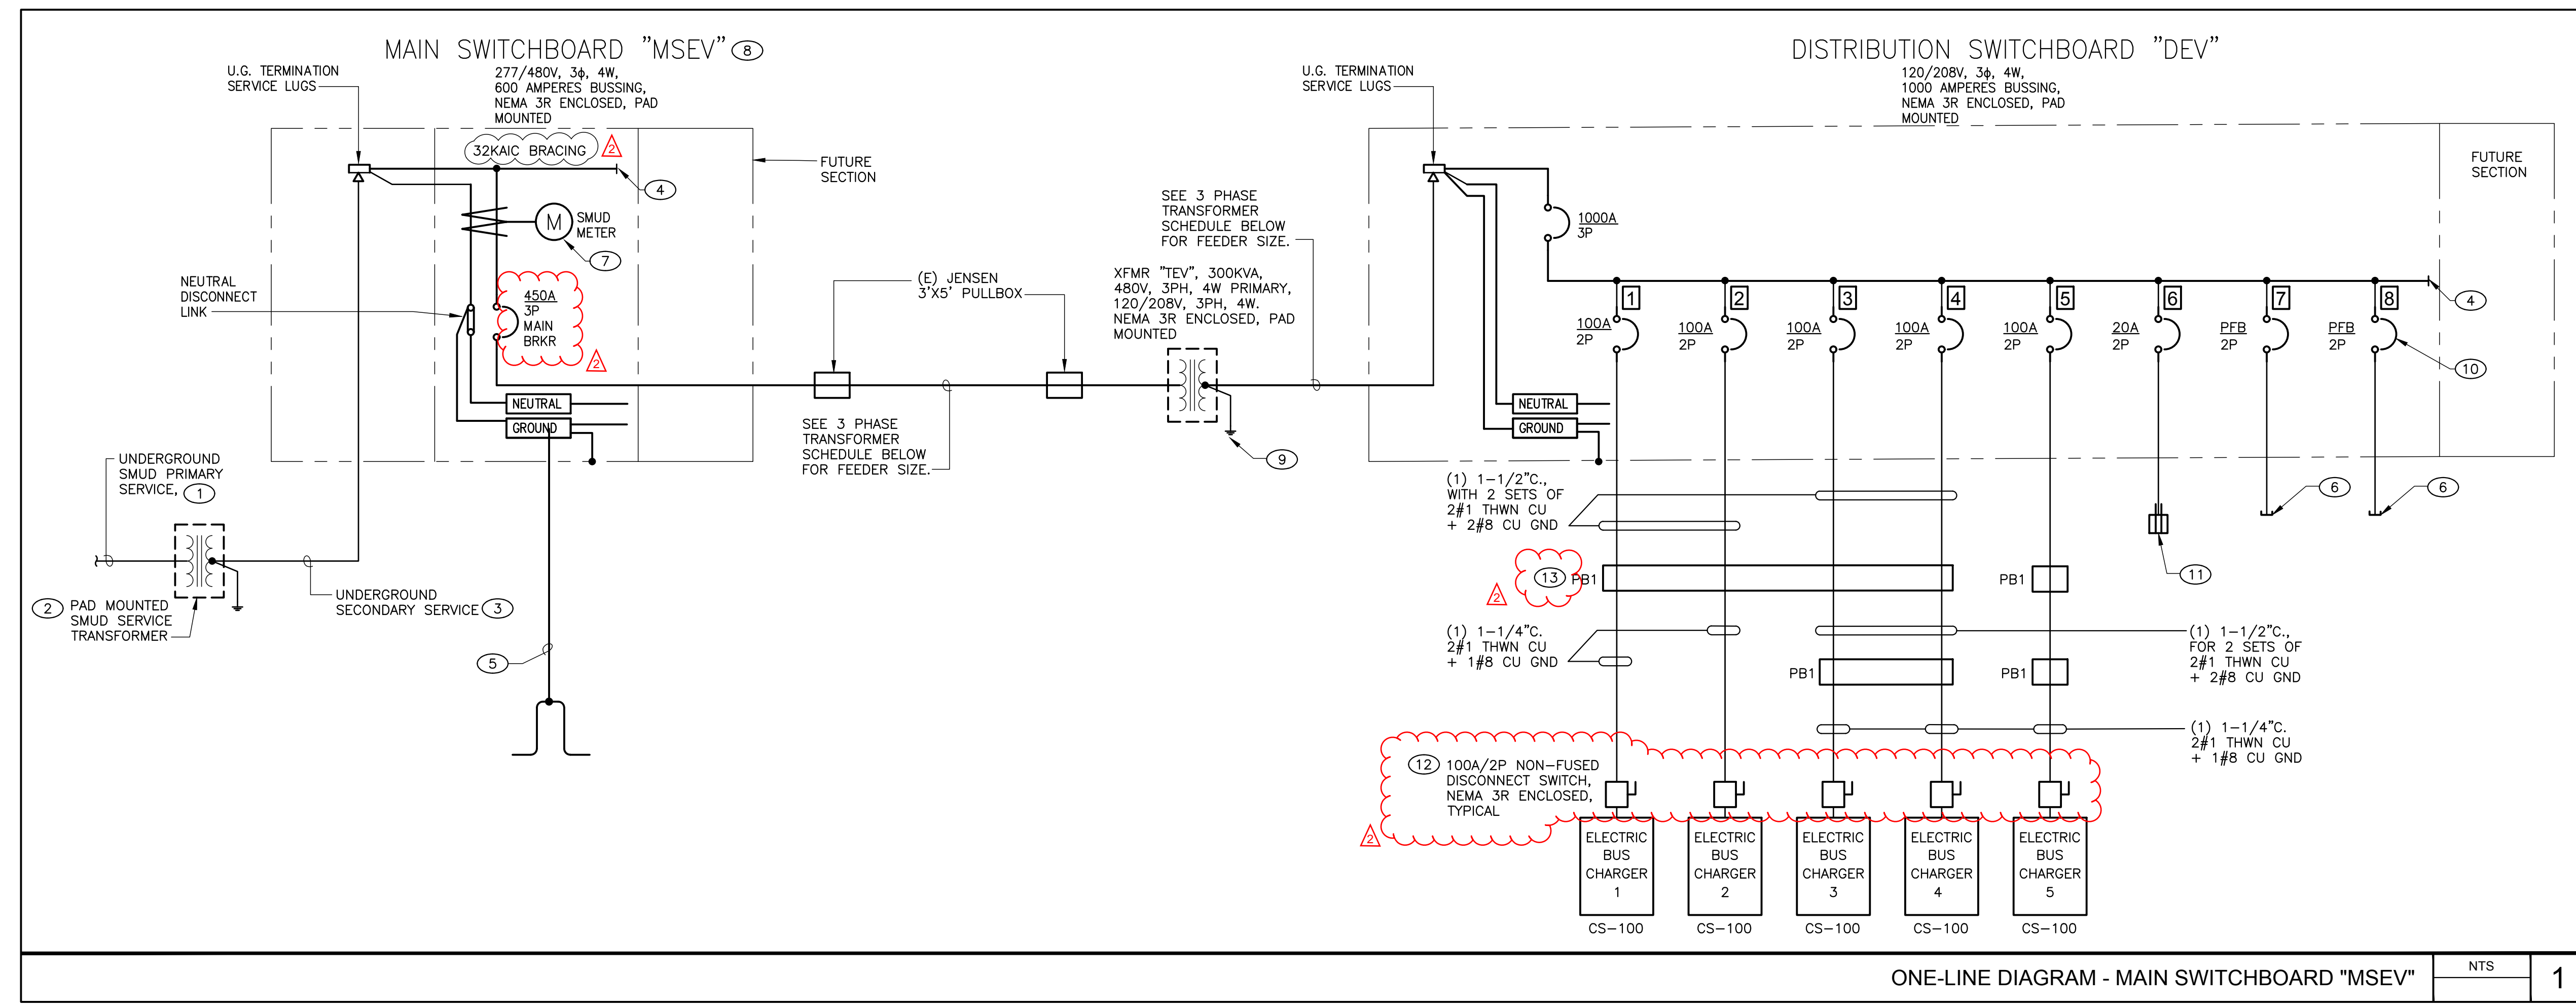 MAIN SWITCHBOARD "MSEV" 8
277/480V, 3ϕ, 4W,
600 AMPERES BUSSING,
NEMA 3R ENCLOSED, PAD
MOUNTED
U.G. TERMINATION
SERVICE LUGS
32KAIC BRACING
2
FUTURE
SECTION
4
M
SMUD
METER
7
NEUTRAL
DISCONNECT
LINK
450A
3P
MAIN
BRKR
2
NEUTRAL
GROUND
UNDERGROUND
SMUD PRIMARY
SERVICE, 1
2 PAD MOUNTED
SMUD SERVICE
TRANSFORMER
UNDERGROUND
SECONDARY SERVICE 3
5
(E) JENSEN
3'X5' PULLBOX
SEE 3 PHASE
TRANSFORMER
SCHEDULE BELOW
FOR FEEDER SIZE.
SEE 3 PHASE
TRANSFORMER
SCHEDULE BELOW
FOR FEEDER SIZE.
XFMR "TEV", 300KVA,
480V, 3PH, 4W PRIMARY,
120/208V, 3PH, 4W.
NEMA 3R ENCLOSED, PAD
MOUNTED
9
DISTRIBUTION SWITCHBOARD "DEV"
120/208V, 3ϕ, 4W,
1000 AMPERES BUSSING,
NEMA 3R ENCLOSED, PAD
MOUNTED
U.G. TERMINATION
SERVICE LUGS
FUTURE
SECTION
1000A
3P
1
2
3
4
5
6
7
8
4
100A
2P
100A
2P
100A
2P
100A
2P
100A
2P
20A
2P
PFB
2P
PFB
2P
10
NEUTRAL
GROUND
(1) 1-1/2"C.,
WITH 2 SETS OF
2#1 THWN CU
+ 2#8 CU GND
6
6
11
13
PB1
2
PB1
(1) 1-1/4"C.
2#1 THWN CU
+ 1#8 CU GND
(1) 1-1/2"C.,
FOR 2 SETS OF
2#1 THWN CU
+ 2#8 CU GND
PB1
PB1
(1) 1-1/4"C.
2#1 THWN CU
+ 1#8 CU GND
12 100A/2P NON-FUSED
DISCONNECT SWITCH,
NEMA 3R ENCLOSED,
TYPICAL
2
ELECTRIC
BUS
CHARGER
1
CS-100
ELECTRIC
BUS
CHARGER
2
CS-100
ELECTRIC
BUS
CHARGER
3
CS-100
ELECTRIC
BUS
CHARGER
4
CS-100
ELECTRIC
BUS
CHARGER
5
CS-100
ONE-LINE DIAGRAM - MAIN SWITCHBOARD "MSEV"
NTS
1